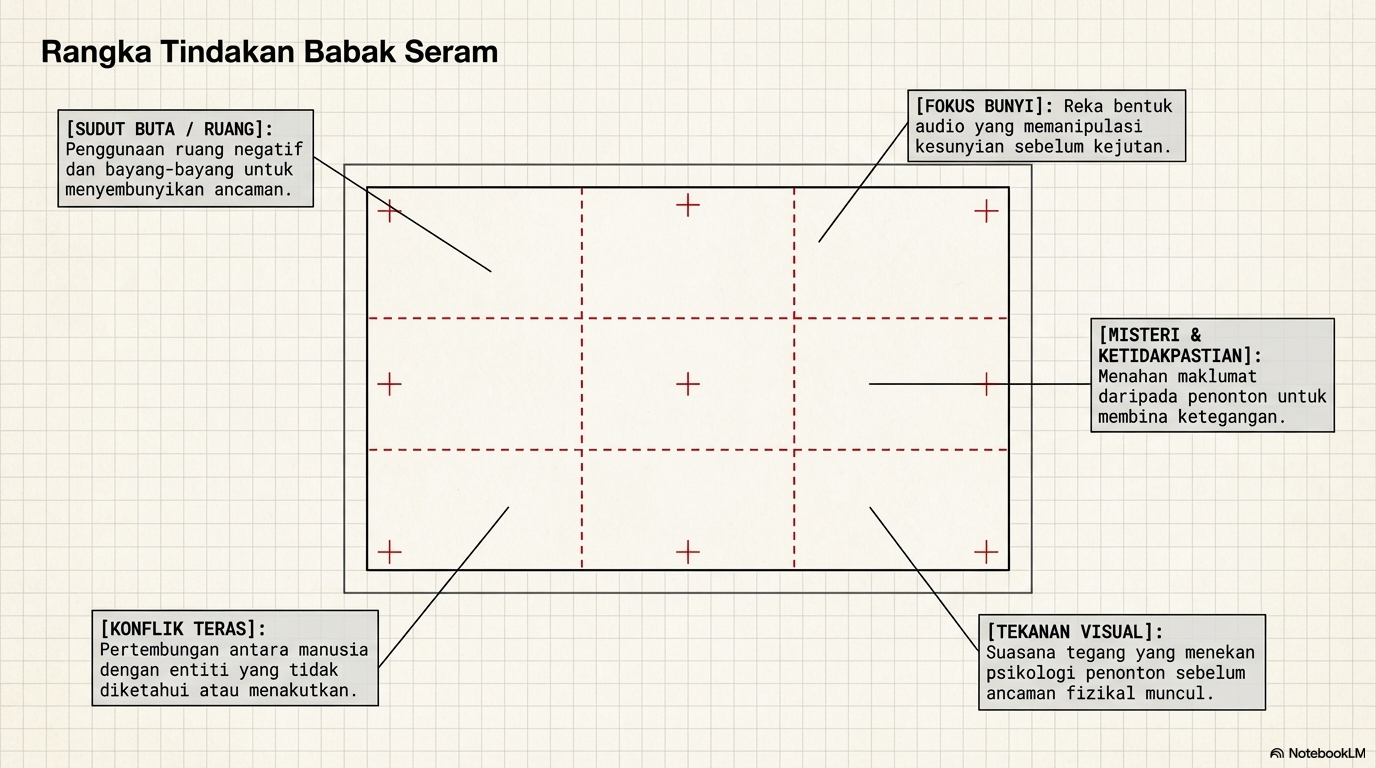 Rangka Tindakan Babak Seram
[SUDUT BUTA / RUANG]:
Penggunaan ruang negatif
dan bayang-bayang untuk
menyembunyikan ancaman.
[FOKUS BUNYI]: Reka bentuk
audio yang memanipulasi
kesunyian sebelum kejutan.
[MISTERI &
KETIDAKPASTIAN]:
Menahan maklumat
daripada penonton untuk
membina ketegangan.
[KONFLIK TERAS]:
Pertembungan antara manusia
dengan entiti yang tidak
diketahui atau menakutkan.
[TEKANAN VISUAL]:
Suasana tegang yang menekan
psikologi penonton sebelum
ancaman fizikal muncul.
NotebookLM